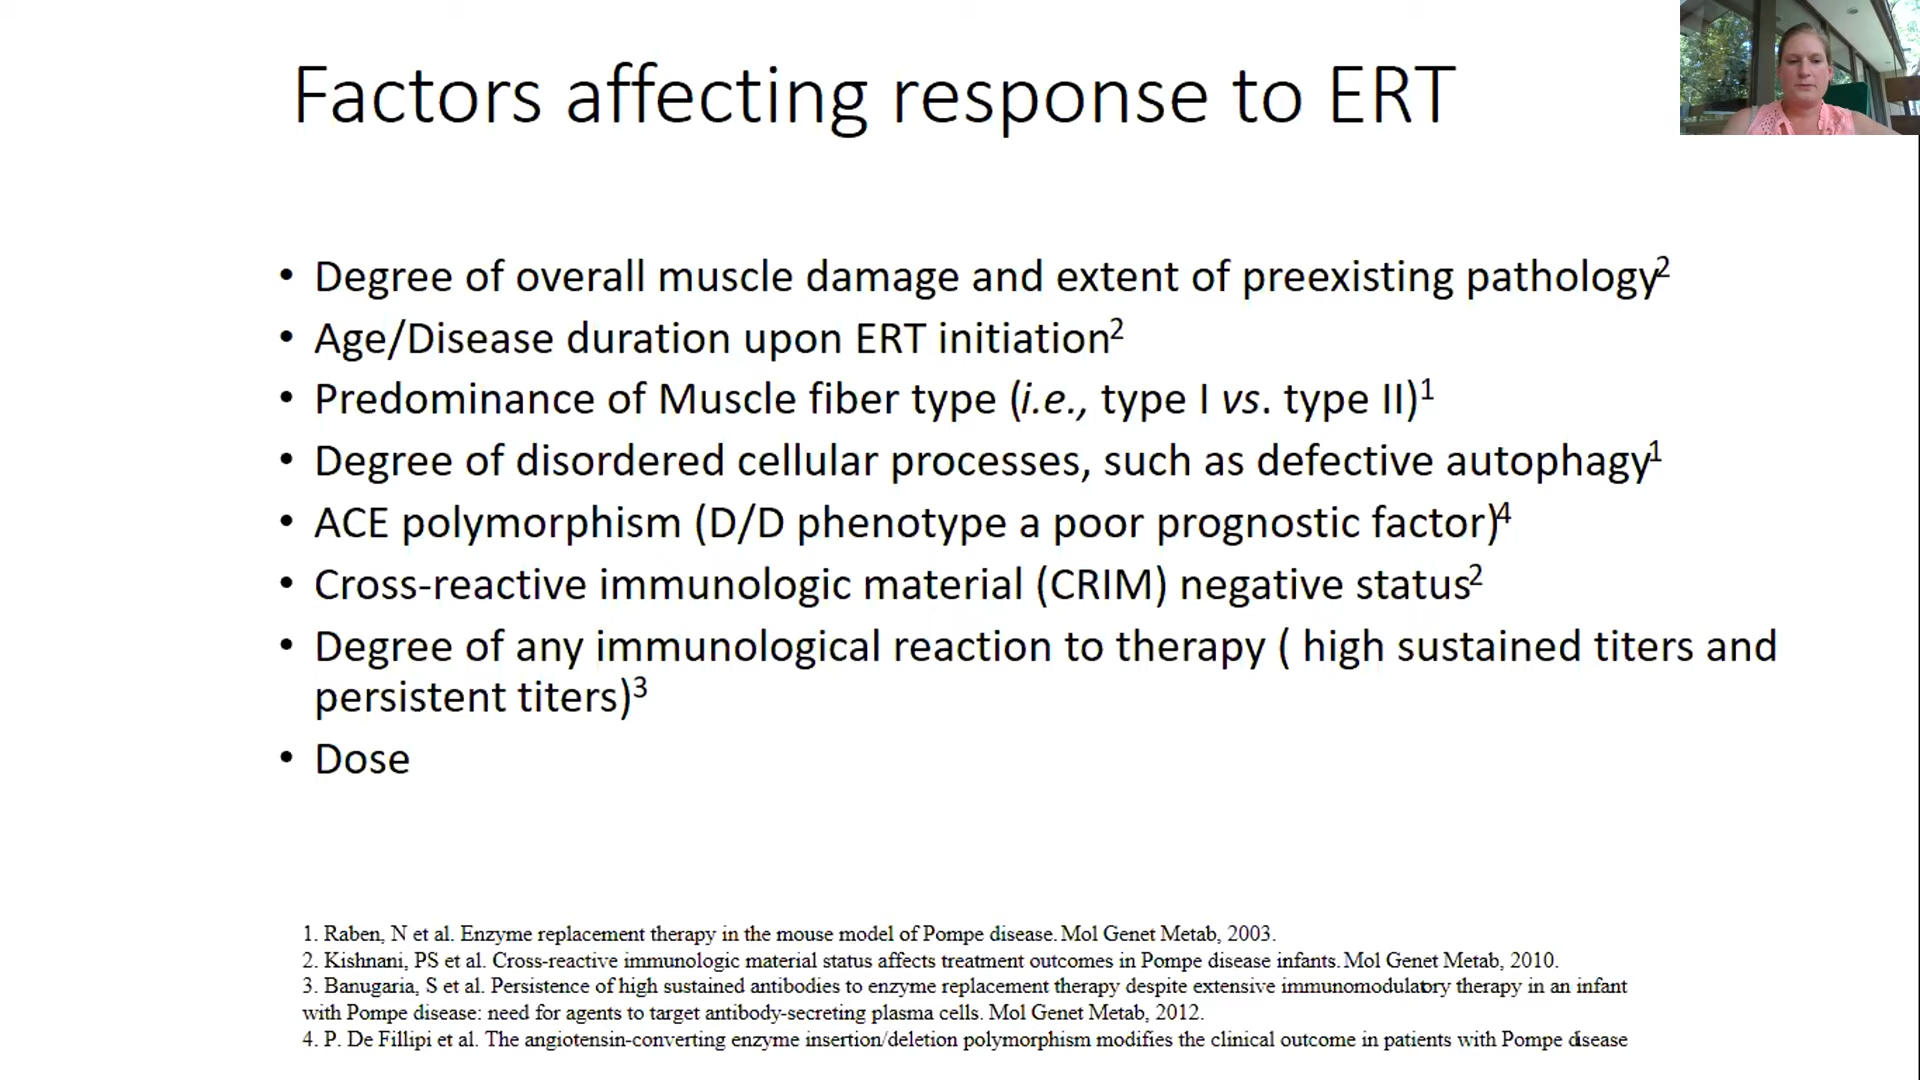 Factors affecting response to ERT
• Degree of overall muscle damage and extent of preexisting pathology2
• Age/Disease duration upon ERT initiation2
• Predominance of Muscle fiber type (i.e., type I vs. type II)1
• Degree of disordered cellular processes, such as defective autophagy1
• ACE polymorphism (D/D phenotype a poor prognostic factor)4
• Cross-reactive immunologic material (CRIM) negative status2
• Degree of any immunological reaction to therapy ( high sustained titers and
persistent titers)3
• Dose
1. Raben, N et al. Enzyme replacement therapy in the mouse model of Pompe disease. Mol Genet Metab, 2003.
2. Kishnani, PS et al. Cross-reactive immunologic material status affects treatment outcomes in Pompe disease infants. Mol Genet Metab, 2010.
3. Banugaria, S et al. Persistence of high sustained antibodies to enzyme replacement therapy despite extensive immunomodulatory therapy in an infant
with Pompe disease: need for agents to target antibody-secreting plasma cells. Mol Genet Metab, 2012.
4. P. De Fillipi et al. The angiotensin-converting enzyme insertion/deletion polymorphism modifies the clinical outcome in patients with Pompe disease